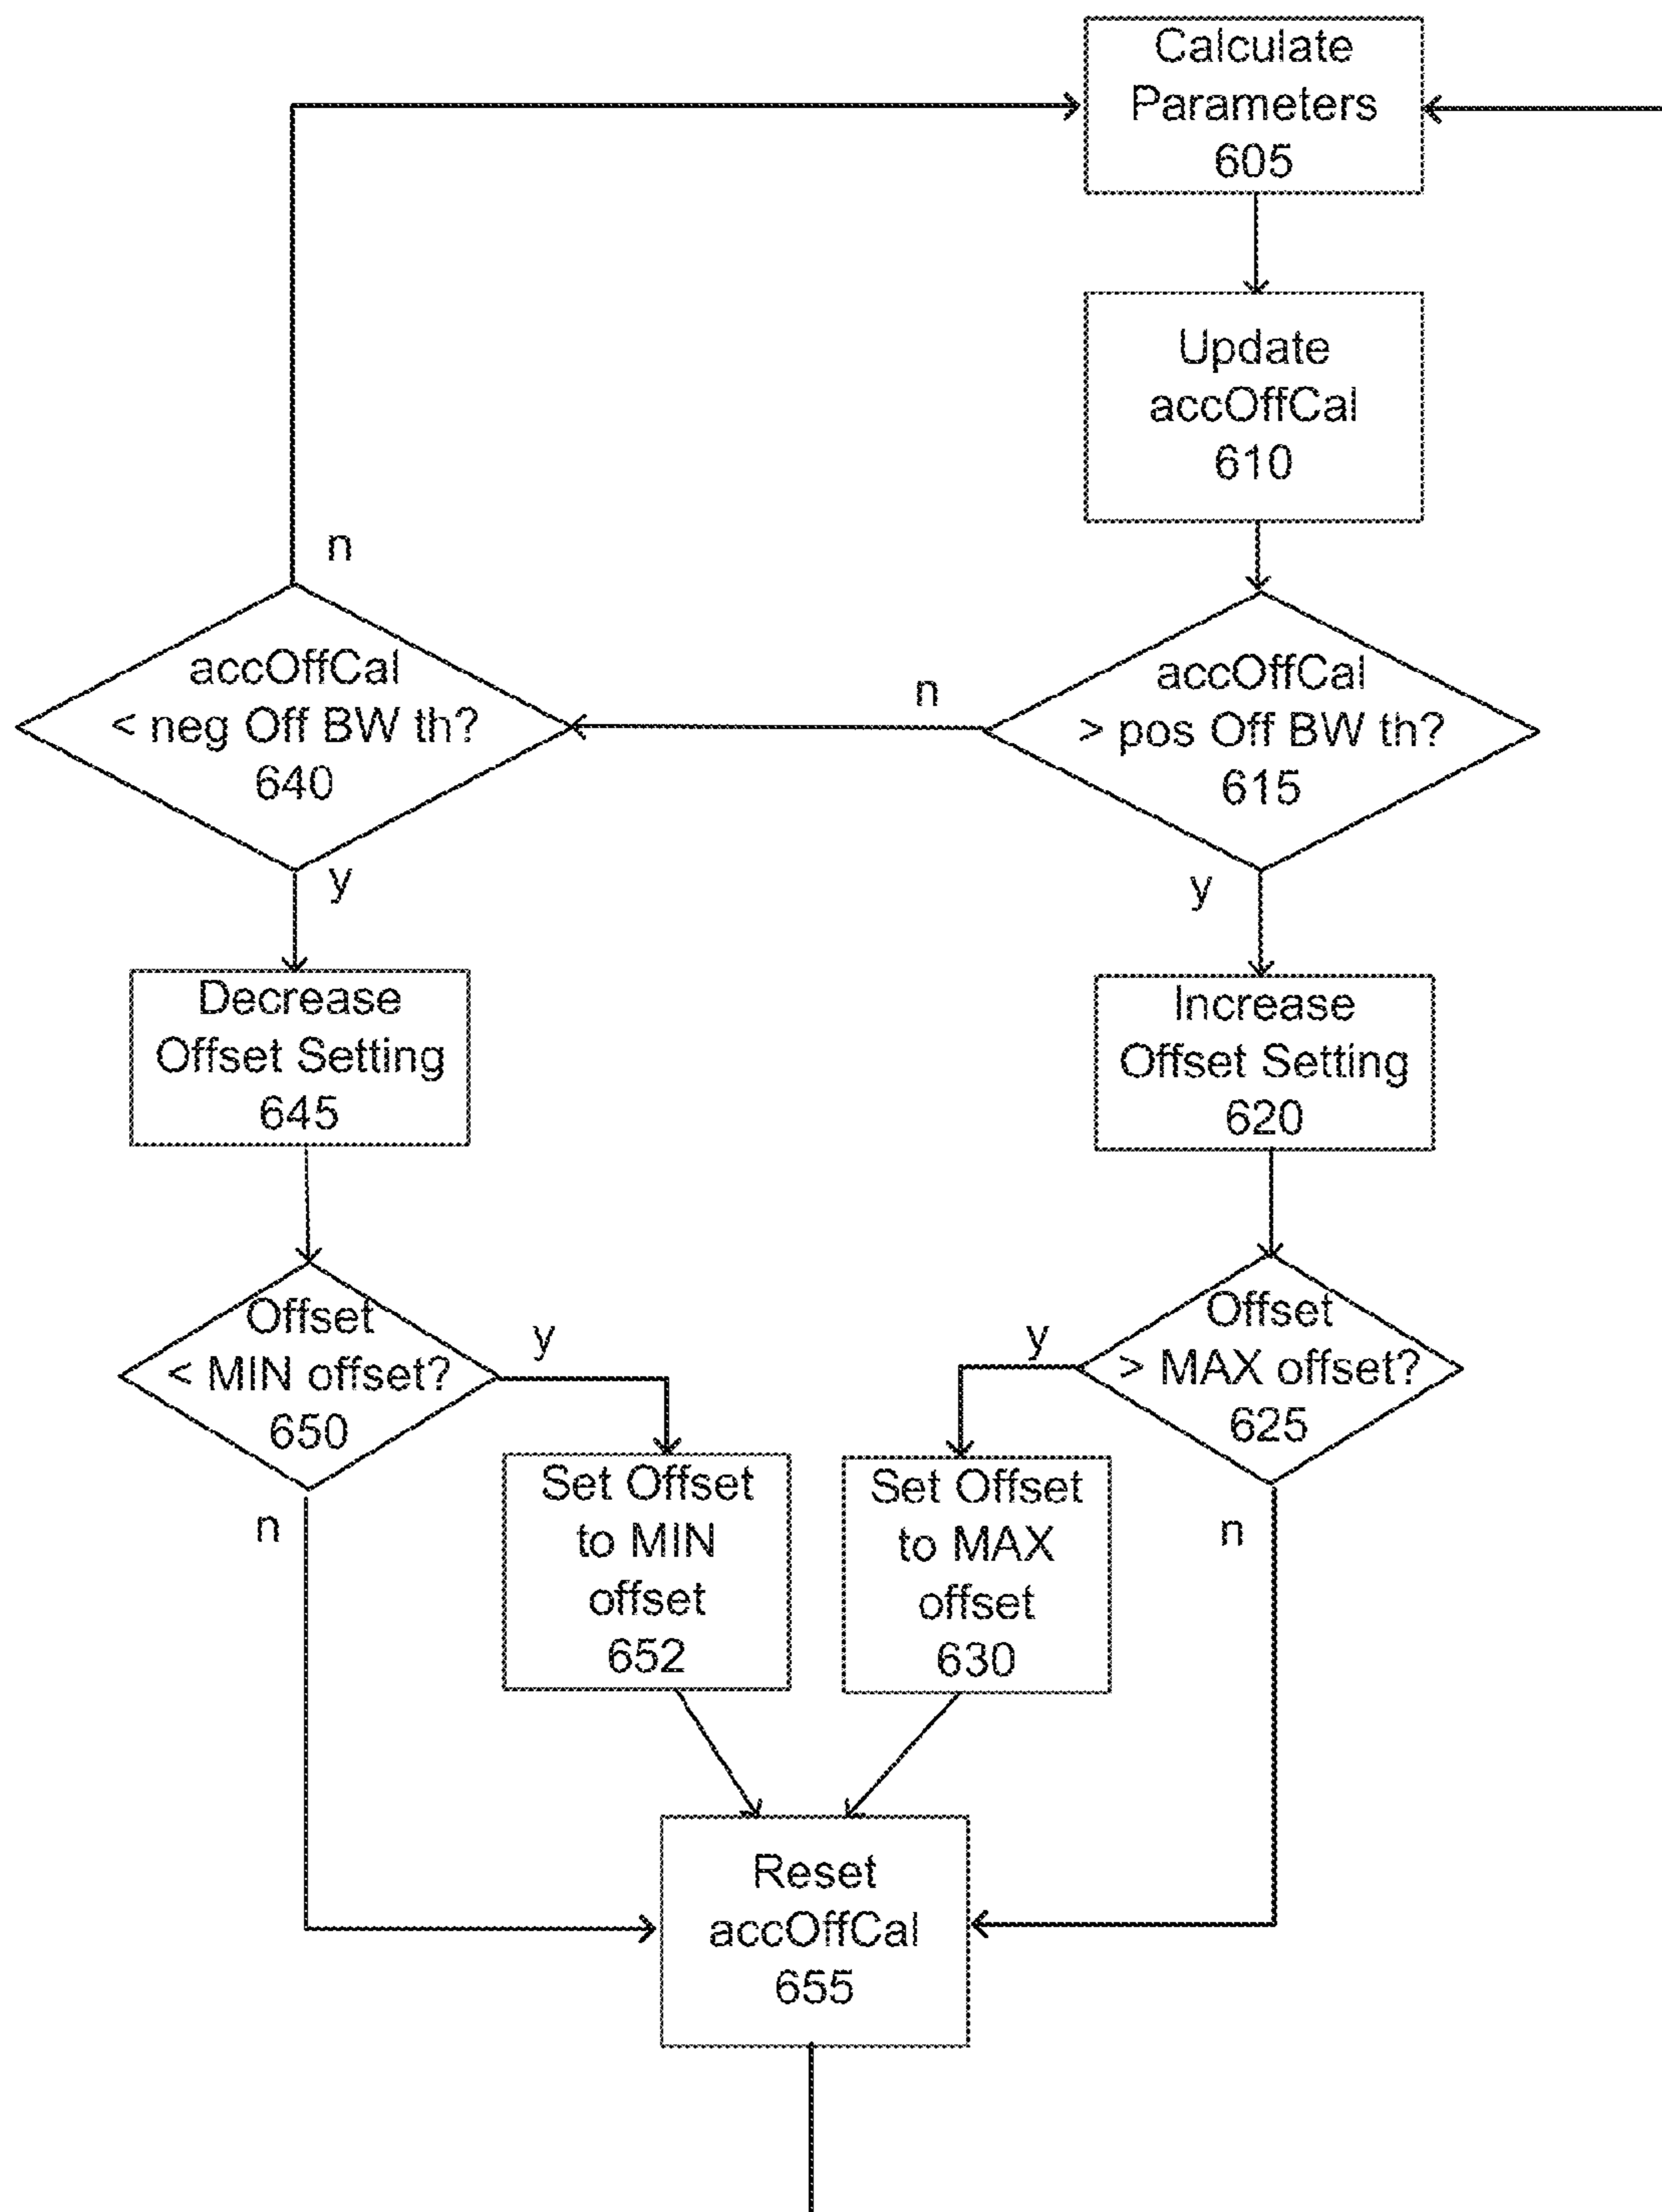 Calculate
Parameters
605
Update
accOffCal
610
n
accOffCal
< neg Off BW th?
640
n
accOffCal
> pos Off BW th?
615
y
y
Decrease
Offset Setting
645
Increase
Offset Setting
620
Offset
< MIN offset?
650
y
y
Offset
> MAX offset?
625
n
Set Offset
to MIN
offset
652
Set Offset
to MAX
offset
630
n
Reset
accOffCal
655